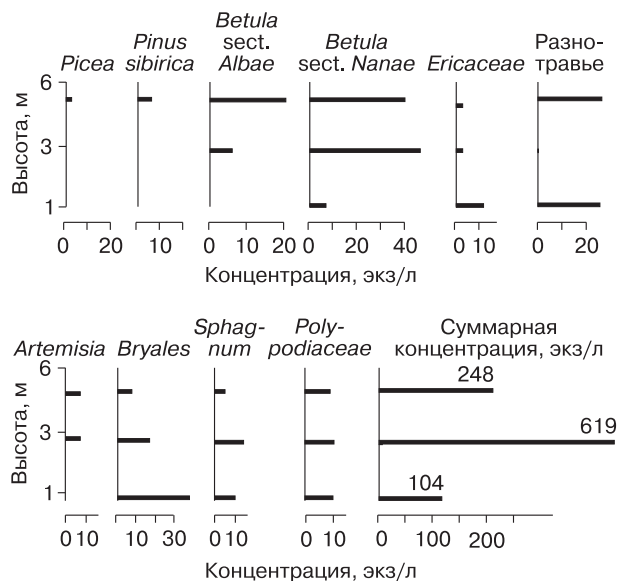 Betula
Pinus sect. Betula Разно-
Picea sibirica Albae sect. Nanae Ericaceae травье
6
3
1
Высота, м
0 20 10 0 10 20 0 20 40 0 10 0 20
Концентрация, экз/л
Sphag- Poly- Суммарная
Artemisia Bryales num podiaceae концентрация, экз/л
6
248
3
619
104
1
Высота, м
0 10 10 30 0 10 0 10 0 100 200
Концентрация, экз/л